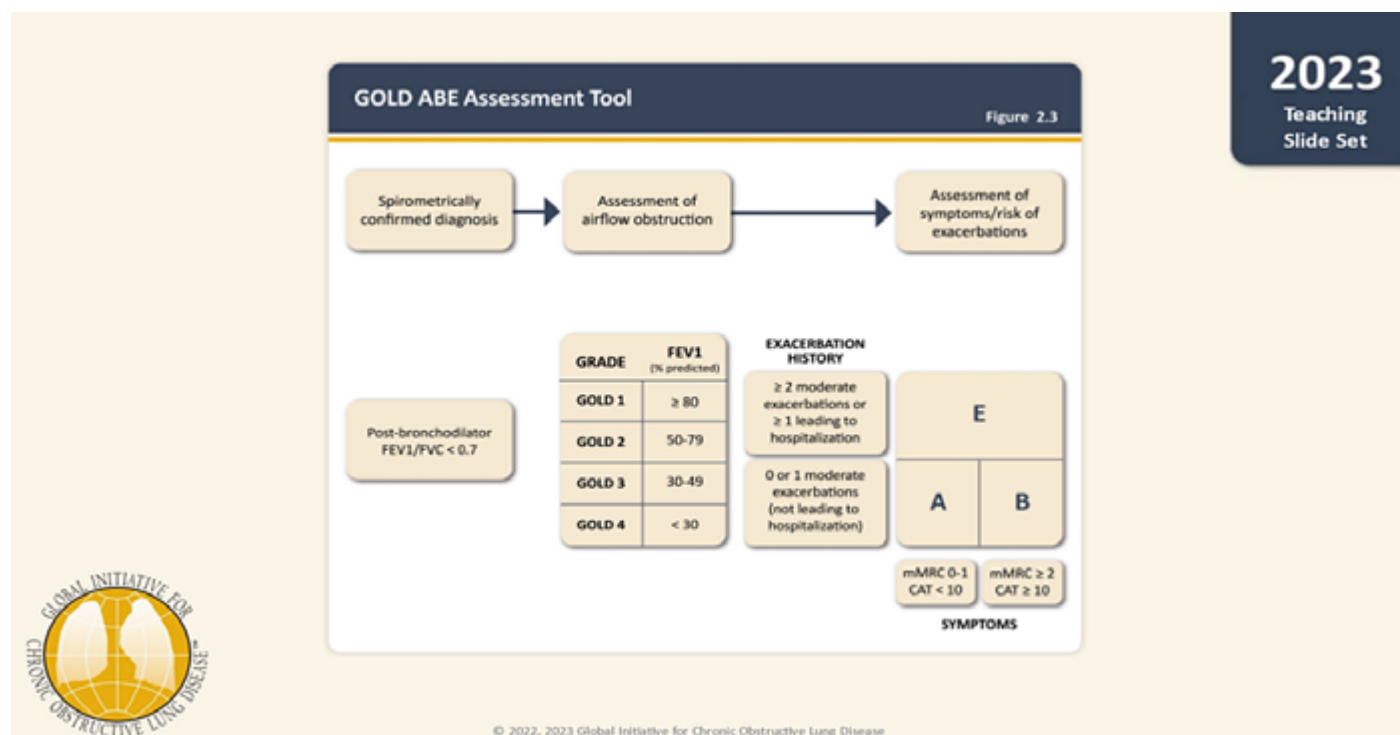 2023
Teaching
Slide Set
GOLD ABE Assessment Tool
Figure 2.3
Spirometrically
confirmed diagnosis
Assessment of
airflow obstruction
Assessment of
symptoms/risk of
exacerbations
Post-bronchodilator
FEV1/FVC < 0.7
GRADE
FEV1
(% predicted)
GOLD 1
≥ 80
GOLD 2
50-79
GOLD 3
30-49
GOLD 4
< 30
EXACERBATION
HISTORY
≥ 2 moderate
exacerbations or
≥ 1 leading to
hospitalization
0 or 1 moderate
exacerbations
(not leading to
hospitalization)
E
A
B
mMRC 0-1
CAT < 10
mMRC ≥ 2
CAT ≥ 10
SYMPTOMS
GLOBAL INITIATIVE FOR
CHRONIC OBSTRUCTIVE LUNG DISEASE™
© 2022, 2023 Global Initiative for Chronic Obstructive Lung Disease